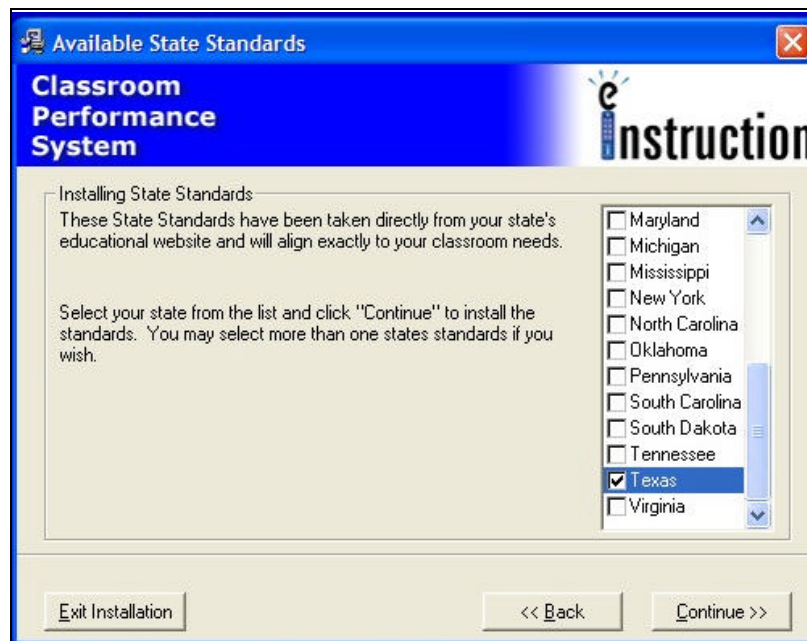 Available State Standards
Classroom
Performance
System
e
instruction
Installing State Standards
These State Standards have been taken directly from your state's
educational website and will align exactly to your classroom needs.
Select your state from the list and click "Continue" to install the
standards. You may select more than one states standards if you
wish.
Maryland
Michigan
Mississippi
New York
North Carolina
Oklahoma
Pennsylvania
South Carolina
South Dakota
Tennessee
Texas
Virginia
Exit Installation
<< Back
Continue >>